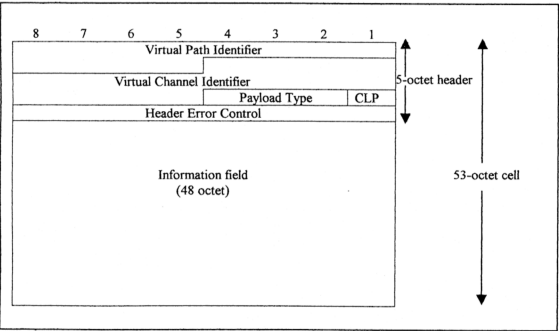 8 7 6 5 4 3 2 1
Virtual Path Identifier
Virtual Channel Identifier
5-octet header
Payload Type
CLP
Header Error Control
Information field
(48 octet)
53-octet cell